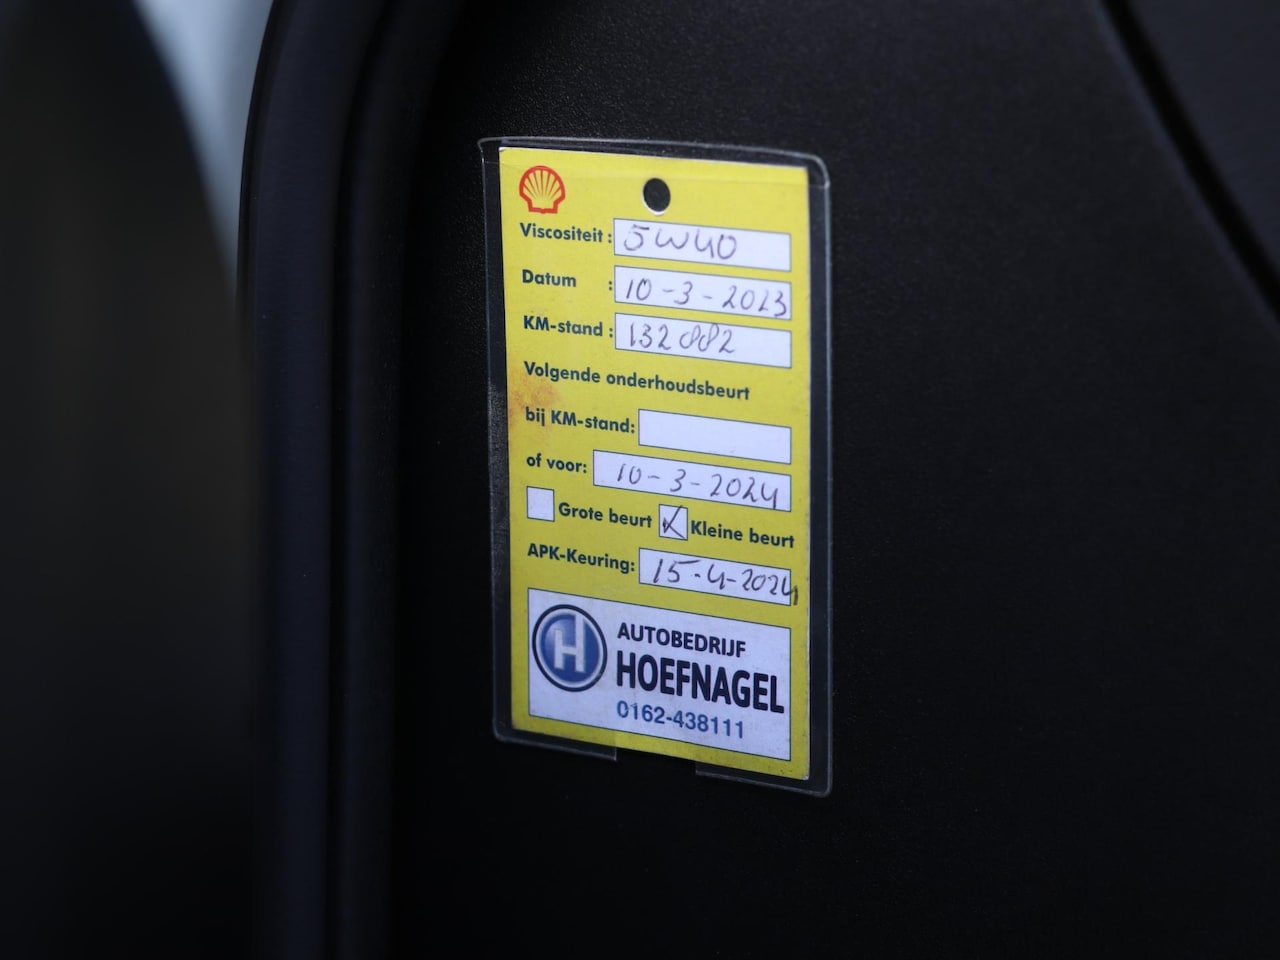 Viscositeit: 5W40
Datum : 10-3-2023
KM-stand: 132882
Volgende onderhoudsbeurt
bij KM-stand:
of voor: 10-3-2024
Grote beurt Kleine beurt
APK-Keuring: 15-4-2024
H
AUTOBEDRIJF
HOEFNAGEL
0162-438111